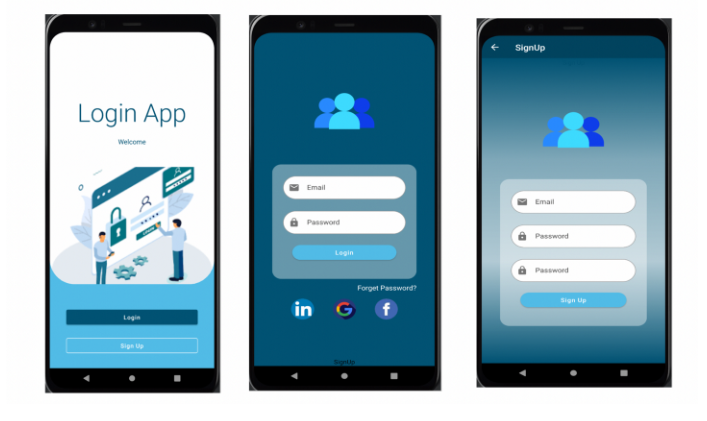 Login App
Welcome
Login
Sign Up
Email
Password
Login
Forget Password?
in
G
f
SignUp
SignUp
Email
Password
Password
Sign Up